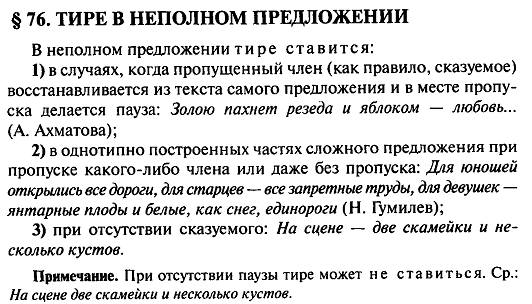 § 76. ТИРЕ В НЕПОЛНОМ ПРЕДЛОЖЕНИИ
В неполном предложении тире ставится:
1) в случаях, когда пропущенный член (как правило, сказуемое)
восстанавливается из текста самого предложения и в месте пропу-
ска делается пауза: Золою пахнет резеда и яблоком — любовь...
(А. Ахматова);
2) в однотипно построенных частях сложного предложения при
пропуске какого-либо члена или даже без пропуска: Для юношей
открылись все дороги, для старцев — все запретные труды, для девушек —
янтарные плоды и белые, как снег, единороги (Н. Гумилев);
3) при отсутствии сказуемого: На сцене — две скамейки и не-
сколько кустов.
Примечание. При отсутствии паузы тире может не ставиться. Ср.:
На сцене две скамейки и несколько кустов.